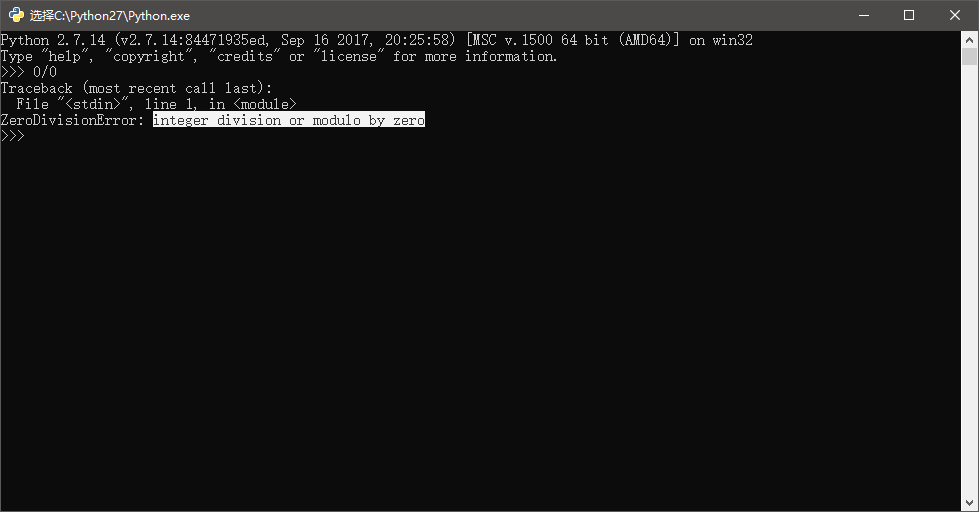 选择C:\Python27\Python.exe
Python 2.7.14 (v2.7.14:84471935ed, Sep 16 2017, 20:25:58) [MSC v.1500 64 bit (AMD64)] on win32
Type "help", "copyright", "credits" or "license" for more information.
>>> 0/0
Traceback (most recent call last):
  File "<stdin>", line 1, in <module>
ZeroDivisionError: integer division or modulo by zero
>>>